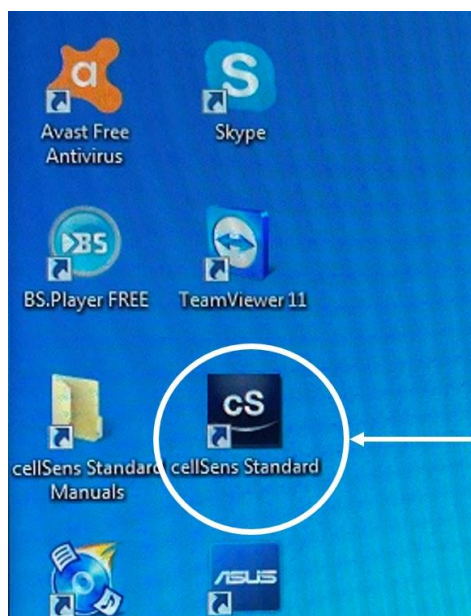 a
S
Avast Free
Antivirus
Skype
BS
BS.Player FREE
TeamViewer 11
cS
cellSens Standard
Manuals
cellSens Standard
ASUS